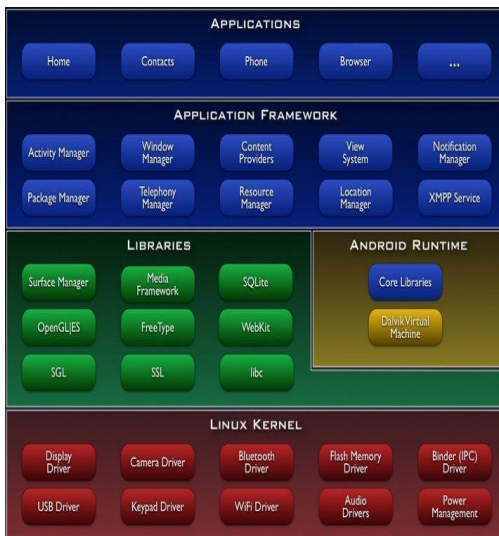 APPLICATIONS
Home Contacts Phone Browser ...
APPLICATION FRAMEWORK
Activity Manager Window Manager Content Providers View System Notification Manager
Package Manager Telephony Manager Resource Manager Location Manager XMPP Service
LIBRARIES
Surface Manager Media Framework SQLite
OpenGL|ES FreeType WebKit
SGL SSL libc
ANDROID RUNTIME
Core Libraries
Dalvik Virtual Machine
LINUX KERNEL
Display Driver Camera Driver Bluetooth Driver Flash Memory Driver Binder (IPC) Driver
USB Driver Keypad Driver WiFi Driver Audio Drivers Power Management